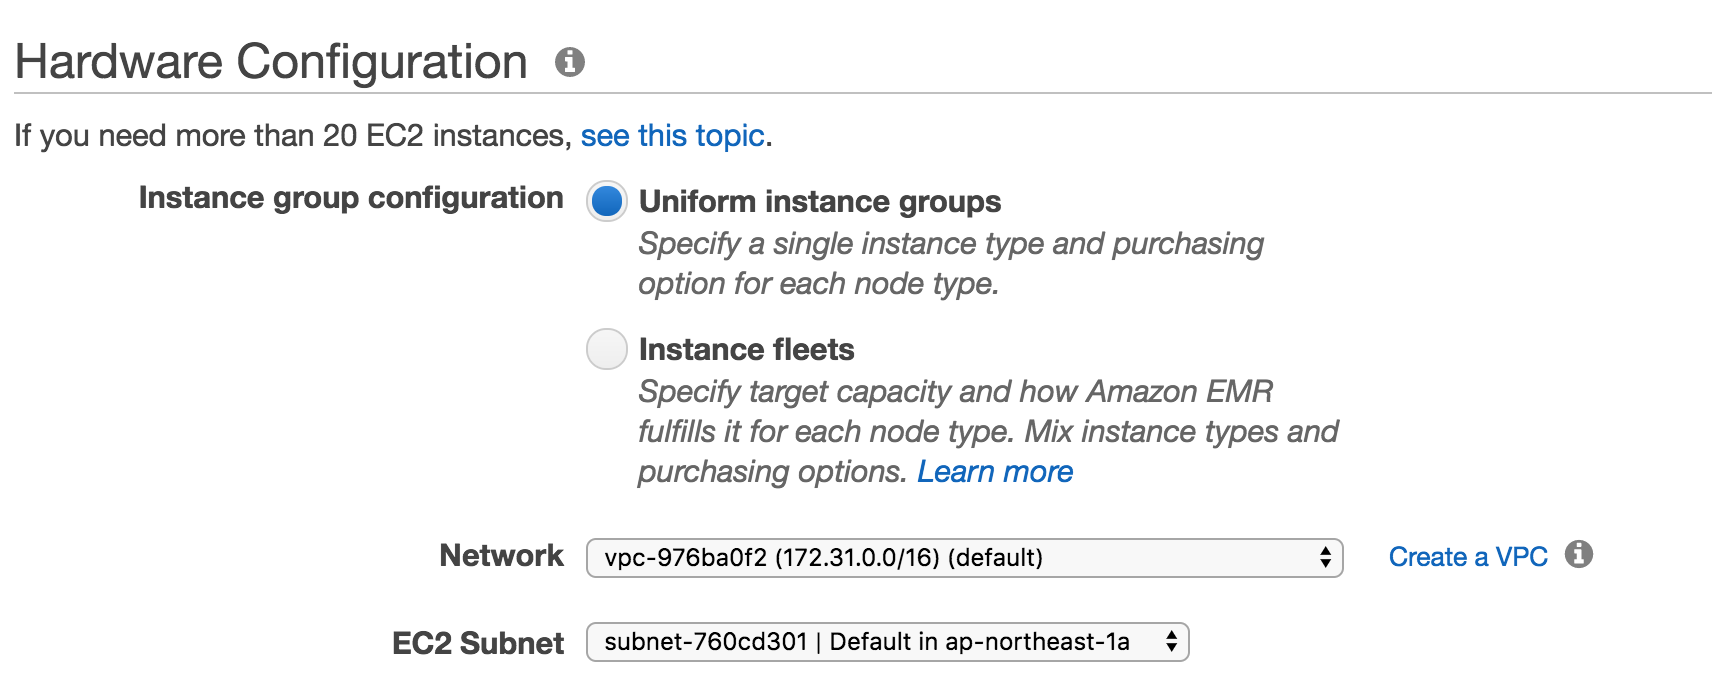 Hardware Configuration
If you need more than 20 EC2 instances, see this topic.
Instance group configuration
Uniform instance groups
Specify a single instance type and purchasing
option for each node type.
Instance fleets
Specify target capacity and how Amazon EMR
fulfills it for each node type. Mix instance types and
purchasing options. Learn more
Network
vpc-976ba0f2 (172.31.0.0/16) (default)
Create a VPC
EC2 Subnet
subnet-760cd301 | Default in ap-northeast-1a